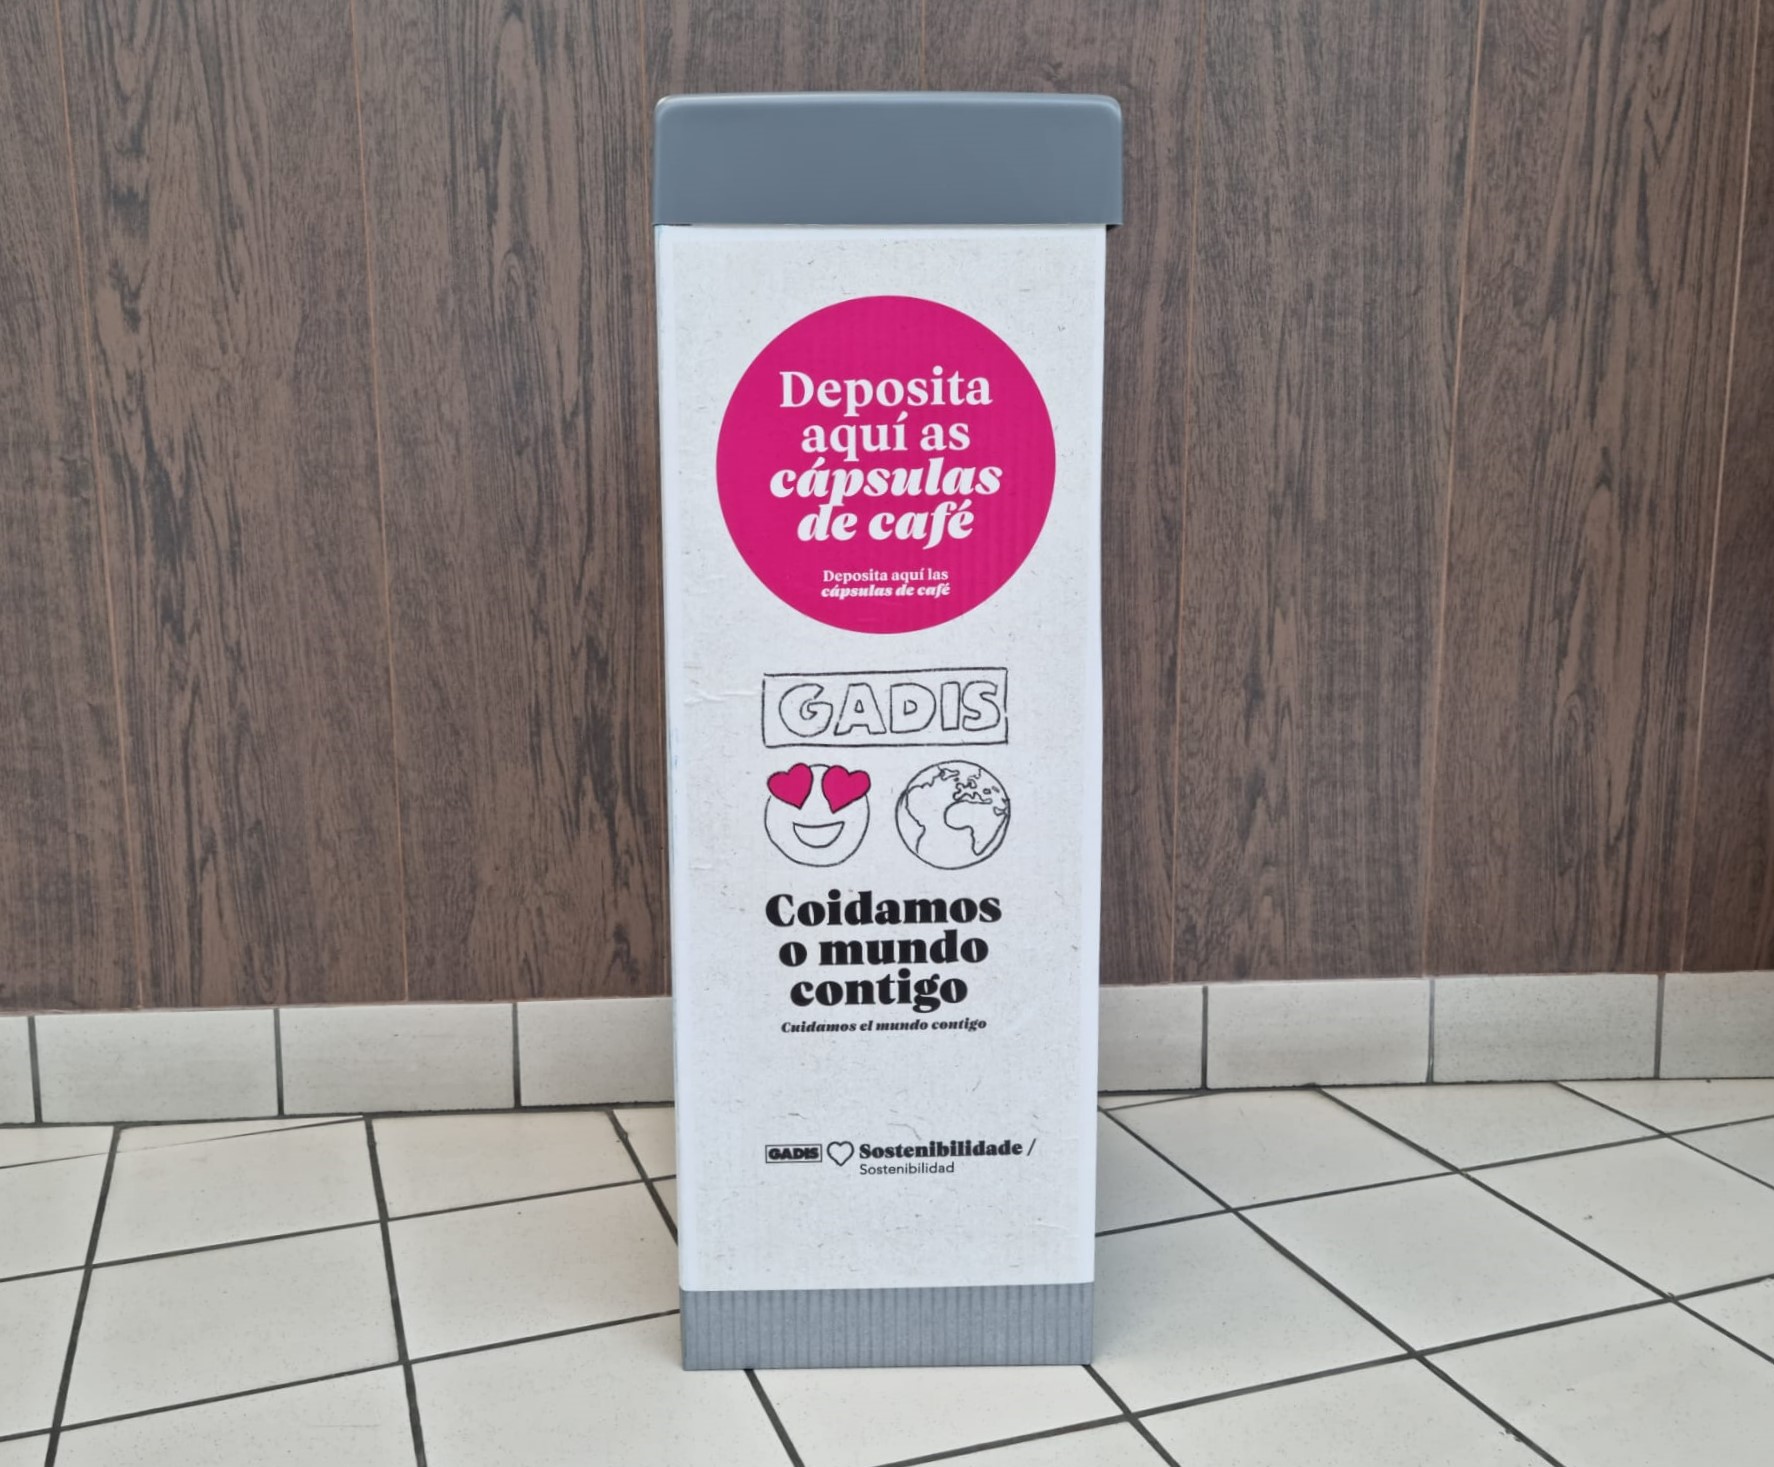 Deposita
aquí as
cápsulas
de café
Deposita aquí las
cápsulas de café
GADIS
Coidamos
o mundo
contigo
Cuidamos el mundo contigo
GADIS Sostenibilidade /
Sostenibilidad